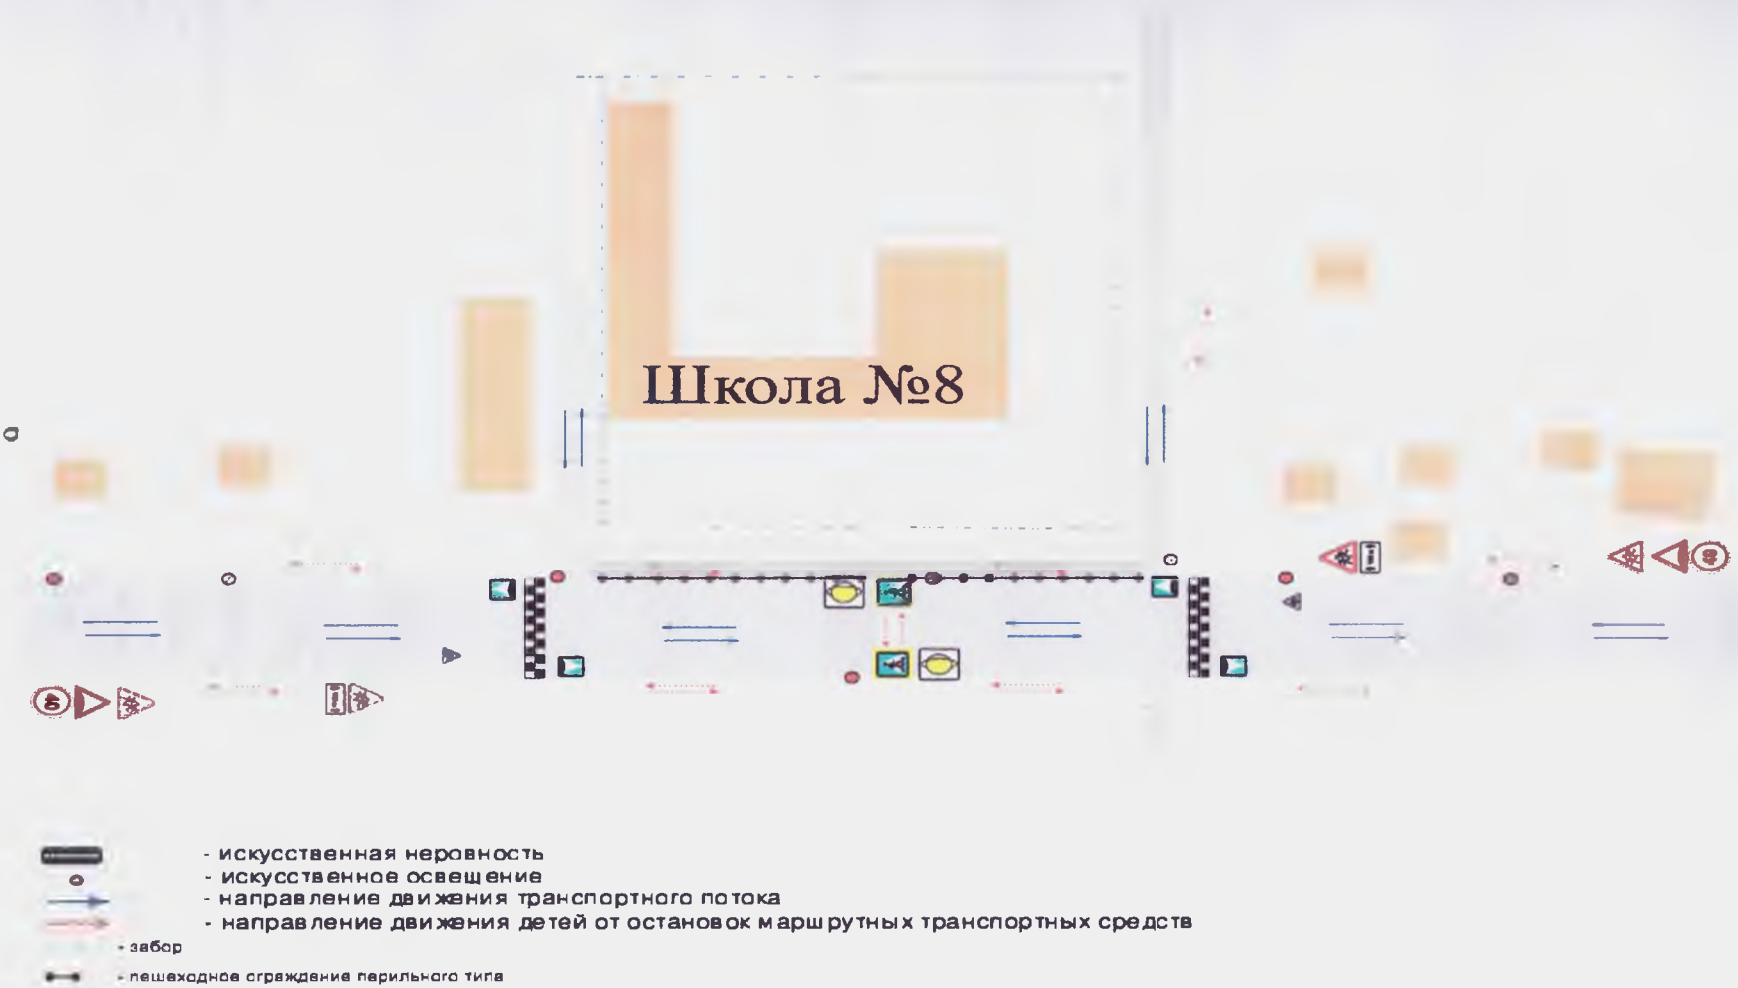 Школа №8
40
- искусственная неровность
- искусственное освещение
- направление движения транспортного потока
- направление движения детей от остановок маршрутных транспортных средств
- забор
- пешеходное ограждение перильного типа